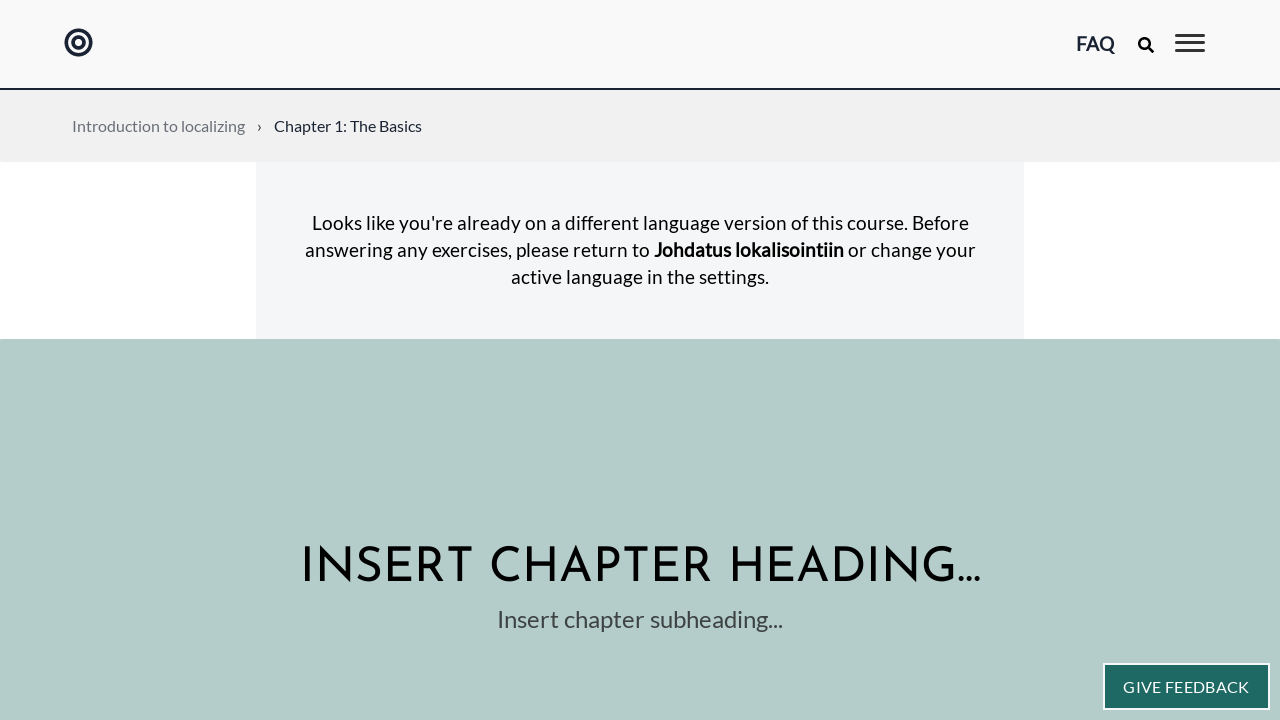 FAQ
Introduction to localizing › Chapter 1: The Basics
Looks like you're already on a different language version of this course. Before
answering any exercises, please return to Johdatus lokalisointiin or change your
active language in the settings.
INSERT CHAPTER HEADING...
Insert chapter subheading...
GIVE FEEDBACK